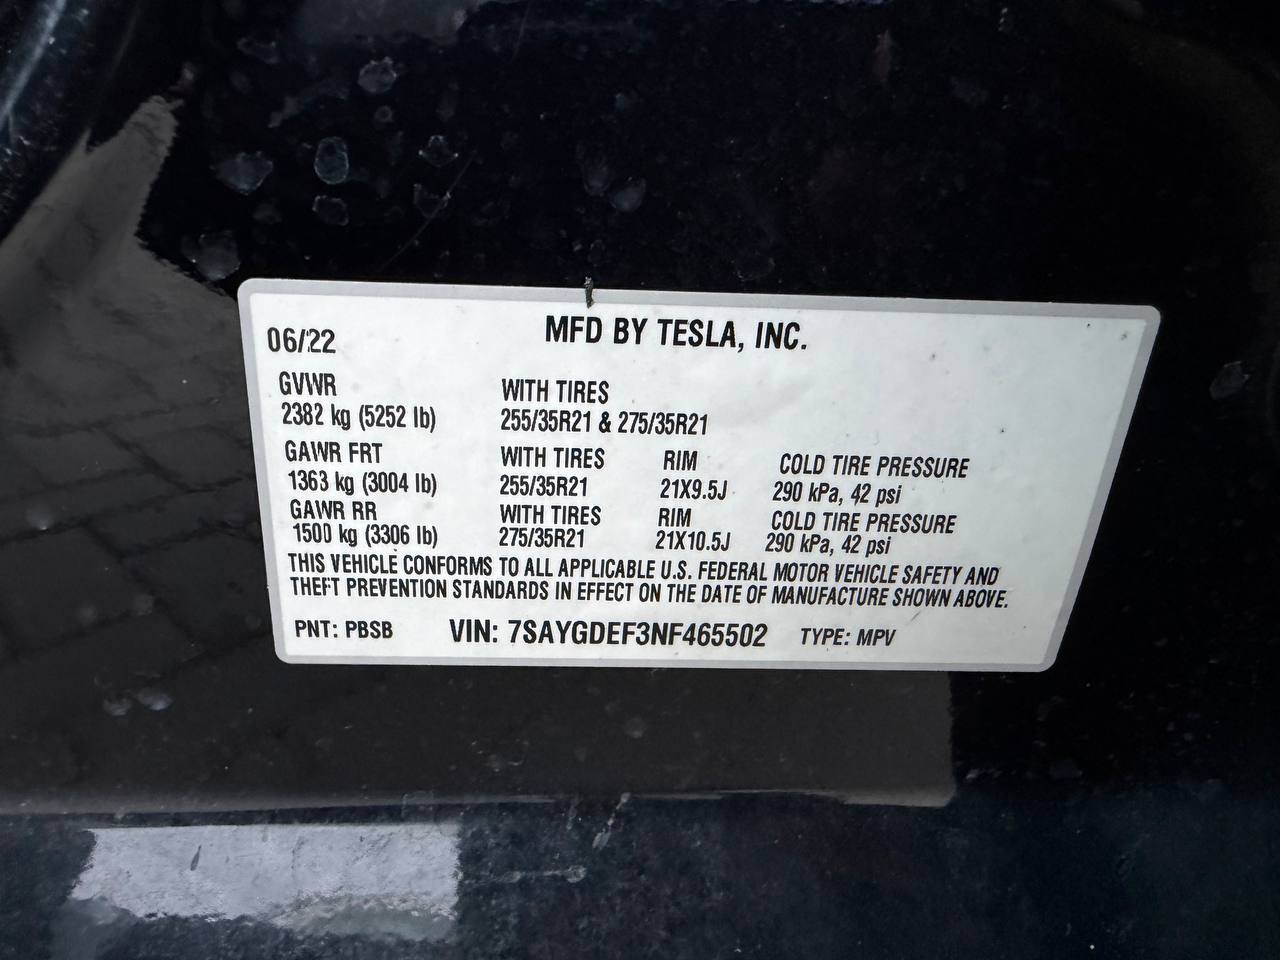 06/22 MFD BY TESLA, INC.
GVWR WITH TIRES
2382 kg (5252 lb) 255/35R21 & 275/35R21
GAWR FRT WITH TIRES RIM COLD TIRE PRESSURE
1363 kg (3004 lb) 255/35R21 21X9.5J 290 kPa, 42 psi
GAWR RR WITH TIRES RIM COLD TIRE PRESSURE
1500 kg (3306 lb) 275/35R21 21X10.5J 290 kPa, 42 psi
THIS VEHICLE CONFORMS TO ALL APPLICABLE U.S. FEDERAL MOTOR VEHICLE SAFETY AND
THEFT PREVENTION STANDARDS IN EFFECT ON THE DATE OF MANUFACTURE SHOWN ABOVE.
PNT: PBSB VIN: 7SAYGDEF3NF465502 TYPE: MPV